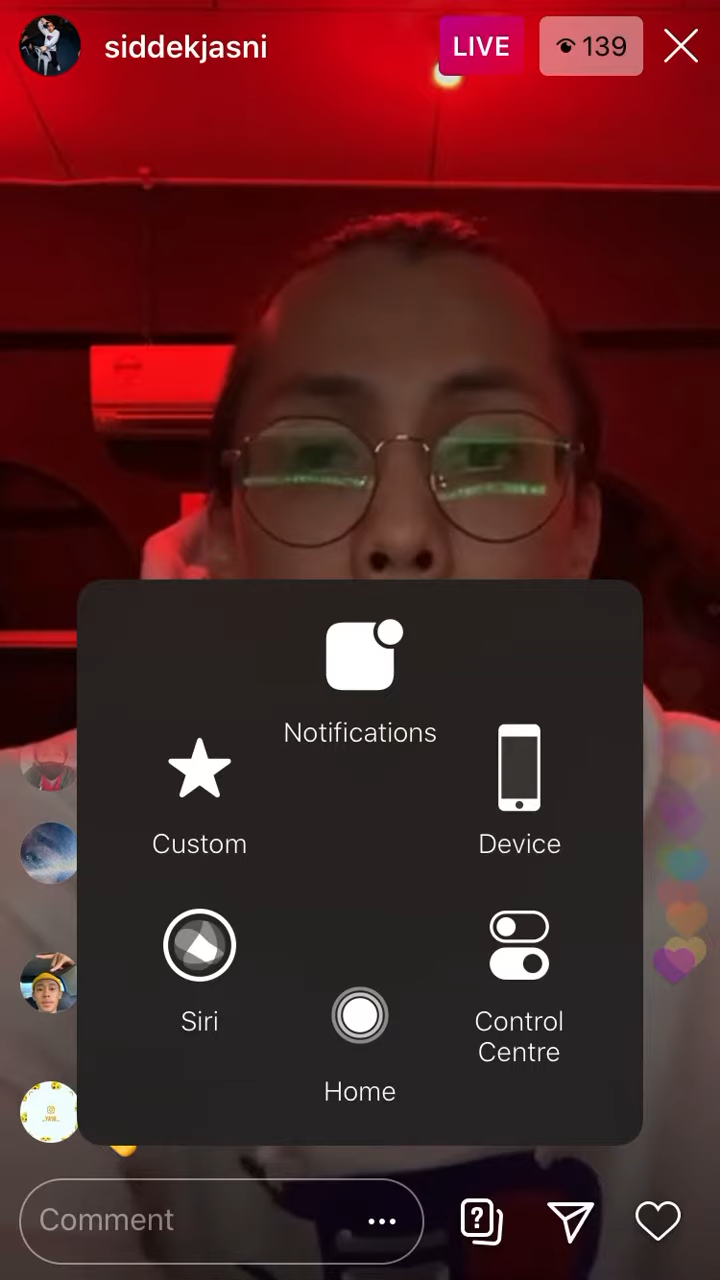 siddekjasni
LIVE
139
Notifications
Custom
Device
Siri
Control
Centre
Home
Comment